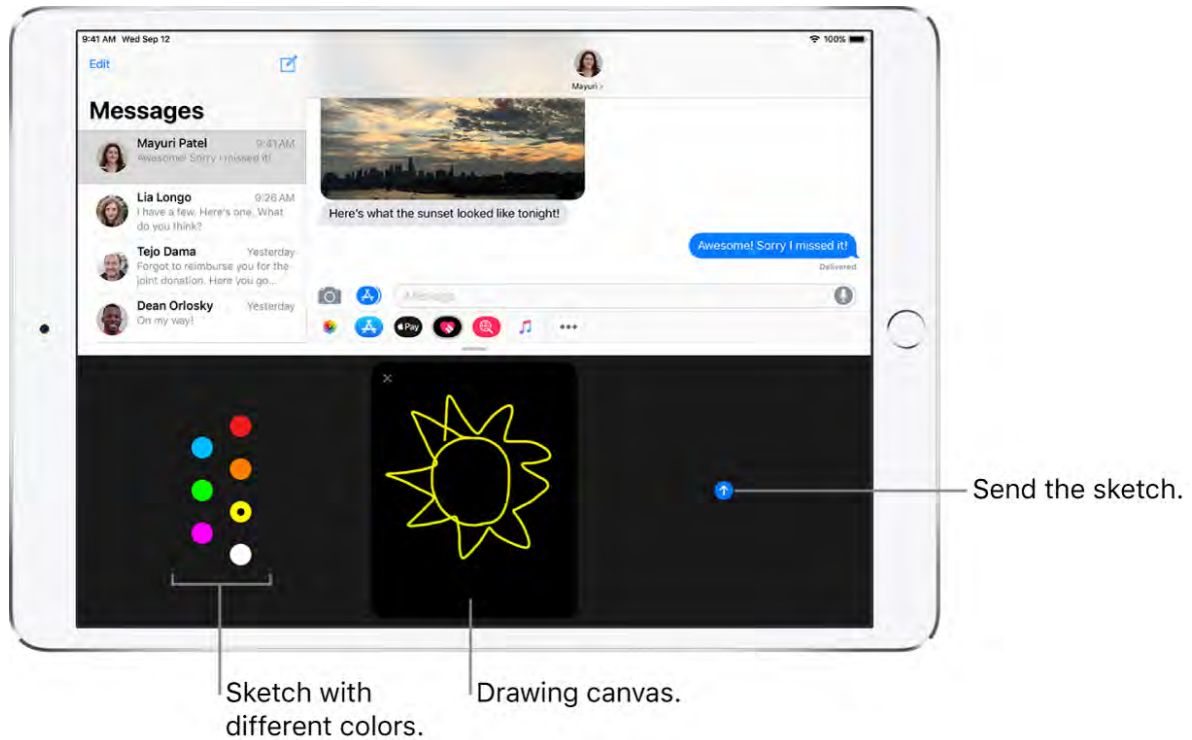 9:41 AM Wed Sep 12
100%
Edit
Mayuri >
Messages
Mayuri Patel 9:41 AM
Awesome! Sorry I missed it!
Lia Longo 9:26 AM
I have a few. Here's one. What
do you think?
Tejo Dama Yesterday
Forgot to reimburse you for the
joint donation. Here you go...
Dean Orlosky Yesterday
On my way!
Here's what the sunset looked like tonight!
Awesome! Sorry I missed it!
Delivered
iMessage
Pay
Send the sketch.
Sketch with
different colors.
Drawing canvas.